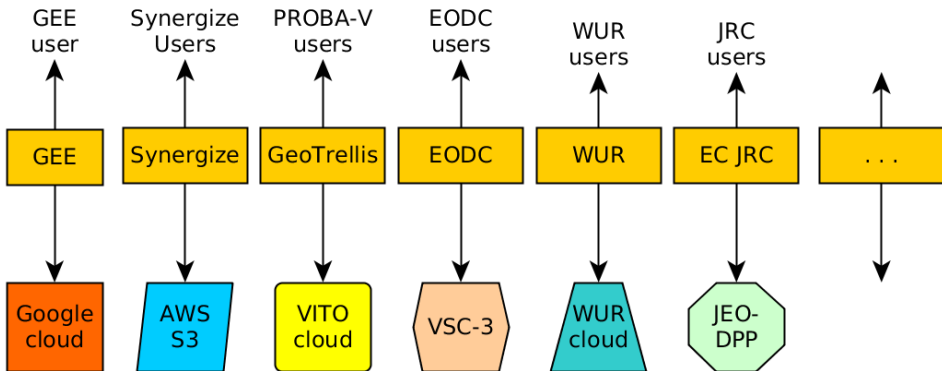 GEE
user
Synergize
Users
PROBA-V
users
EODC
users
WUR
users
JRC
users
GEE
Synergize
GeoTrellis
EODC
WUR
EC JRC
. . .
Google
cloud
AWS
S3
VITO
cloud
VSC-3
WUR
cloud
JEO-
DPP